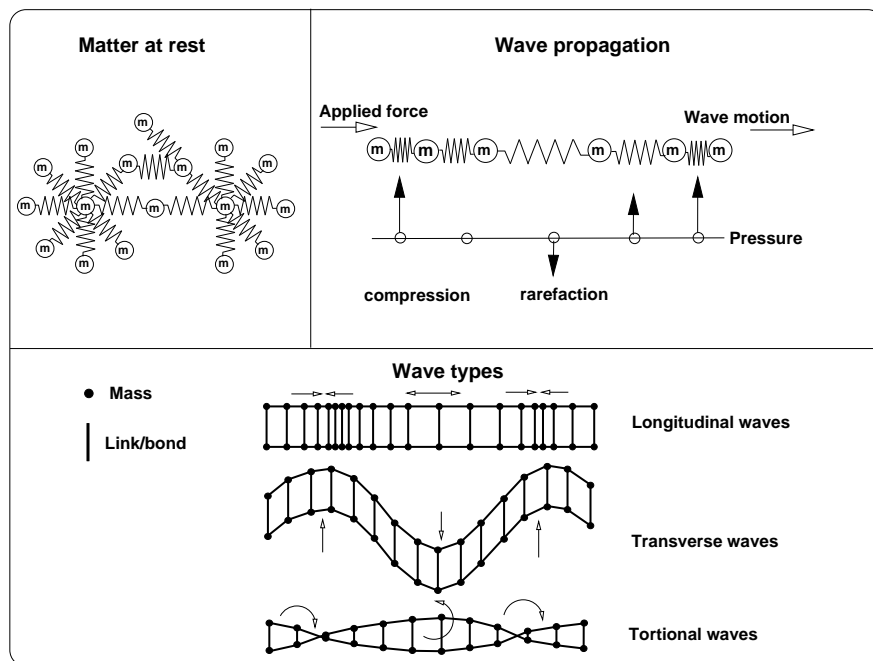 Matter at rest
m
m m
m m m m
m m m m m
m m m m
m m
Wave propagation
Applied force
Wave motion
m m m m m m
Pressure
compression rarefaction
Wave types
Mass
Link/bond
Longitudinal waves
Transverse waves
Tortional waves